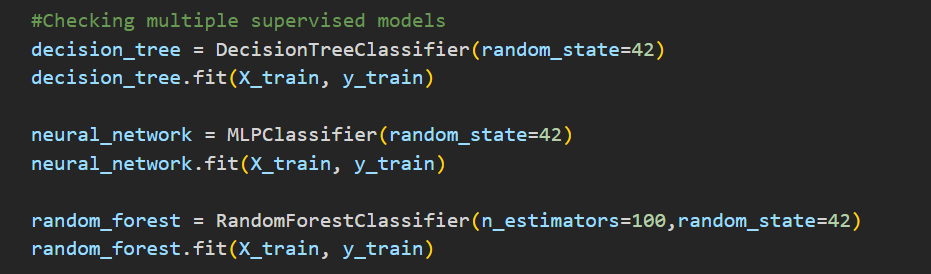 #Checking multiple supervised models
decision_tree = DecisionTreeClassifier(random_state=42)
decision_tree.fit(X_train, y_train)
neural_network = MLPClassifier(random_state=42)
neural_network.fit(X_train, y_train)
random_forest = RandomForestClassifier(n_estimators=100,random_state=42)
random_forest.fit(X_train, y_train)